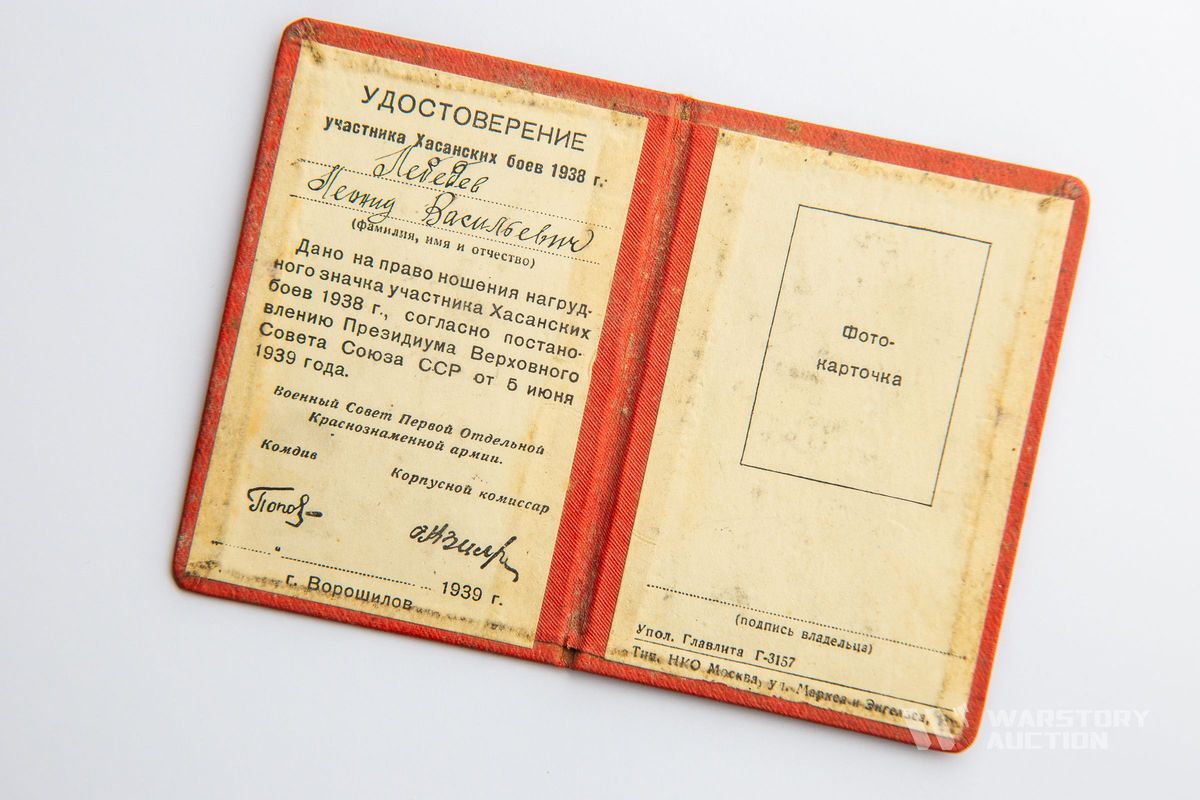 УДОСТОВЕРЕНИЕ
участника Хасанских боев 1938 г.
Лебедев
Леонид Васильевич
(фамилия, имя и отчество)
Дано на право ношения нагруд-
ного значка участника Хасанских
боев 1938 г., согласно постано-
влению Президиума Верховного
Совета Союза ССР от 5 июня
1939 года.
Военный Совет Первой Отдельной
Краснознаменной армии.
Комдив
Корпусной комиссар
Попов
„ “ 1939 г.
г. Ворошилов
Фото-
карточка
(подпись владельца)
Упол. Главлита Г-3157
Тип. НКО Москва, ул. Маркса и Энгельса,
WARSTORY
AUCTION